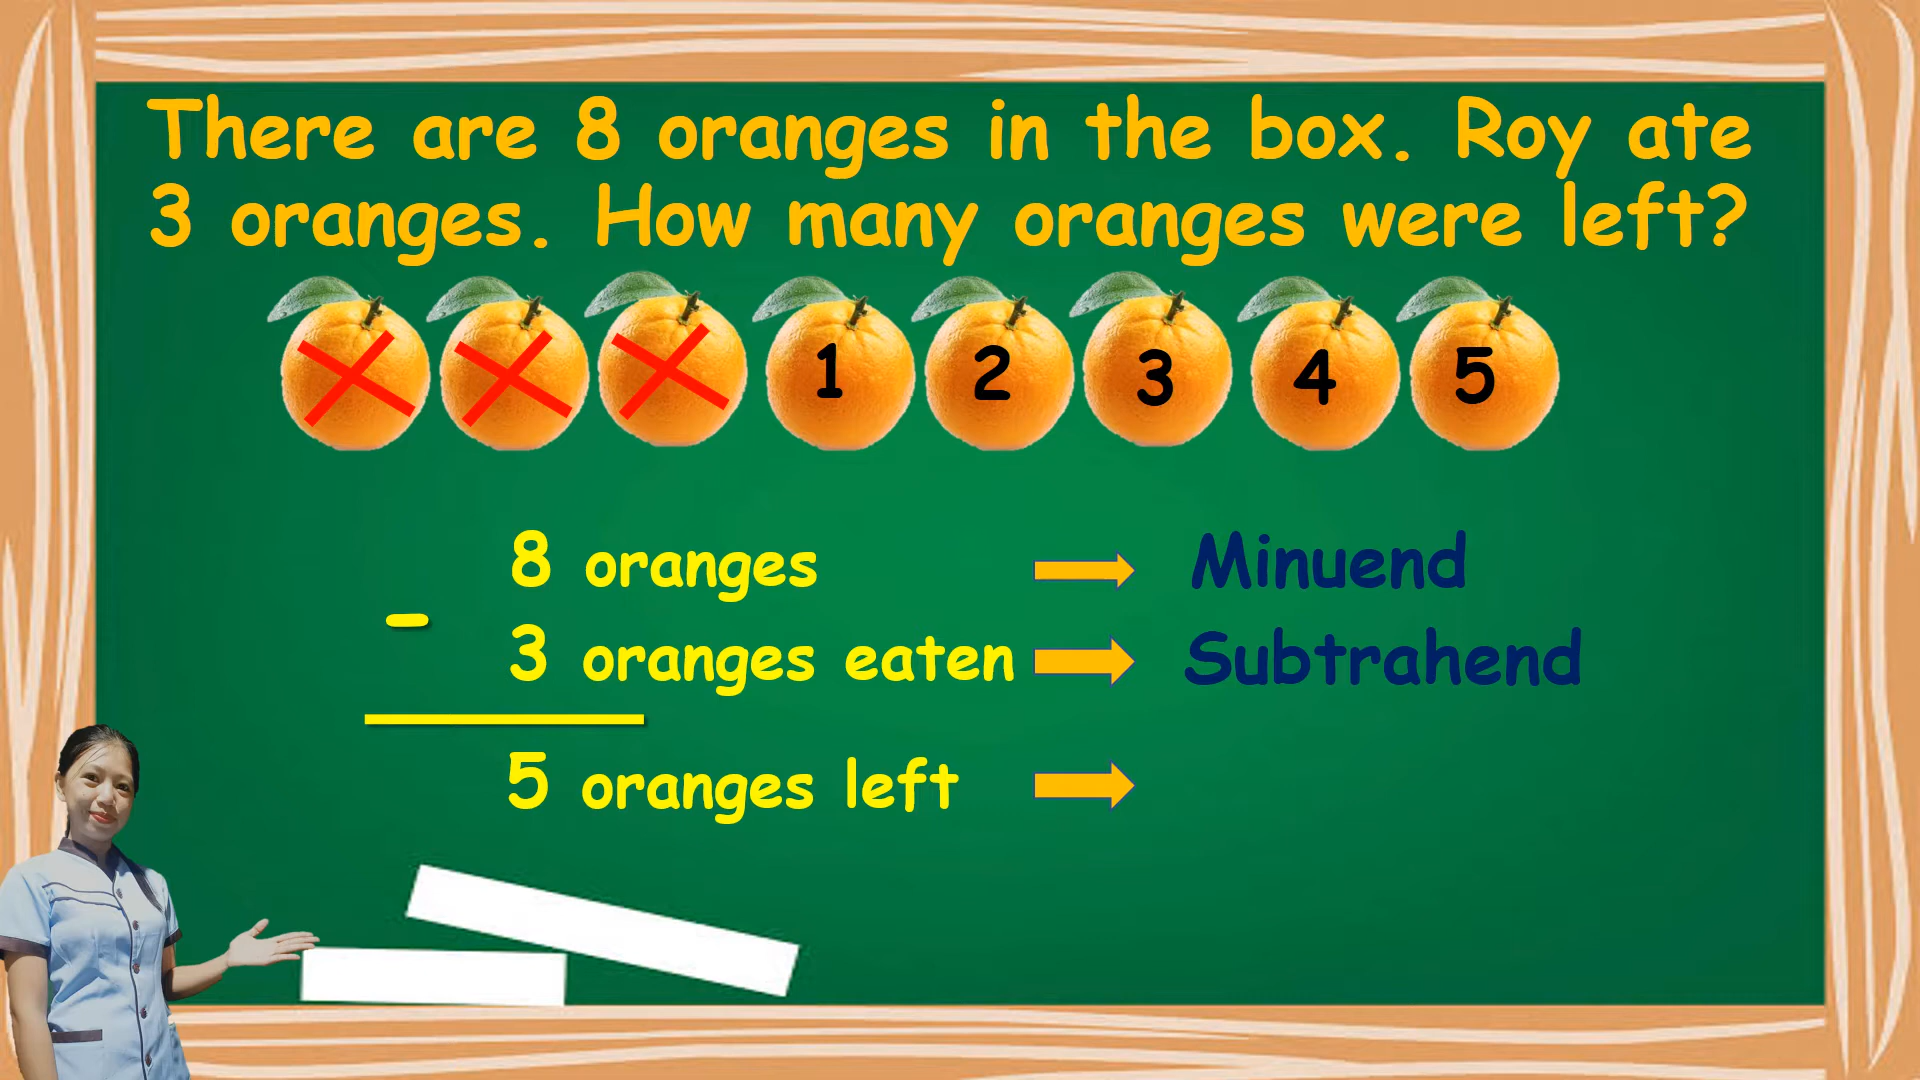 There are 8 oranges in the box. Roy ate
3 oranges. How many oranges were left?
1 2 3 4 5
8 oranges Minuend
-
3 oranges eaten Subtrahend
5 oranges left